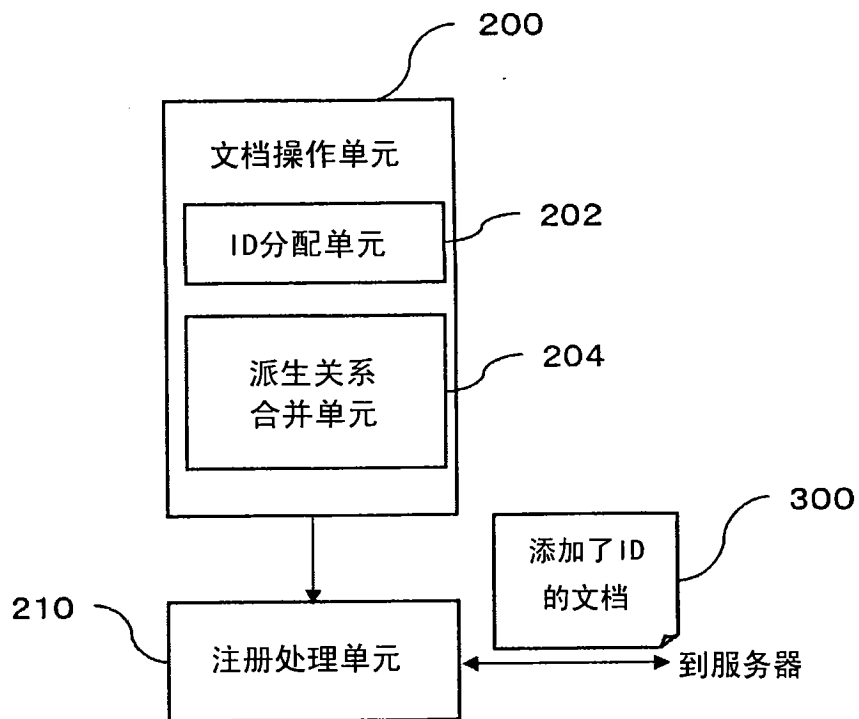 200
文档操作单元
202
ID分配单元
204
派生关系
合并单元
300
添加了ID
的文档
210
注册处理单元
到服务器